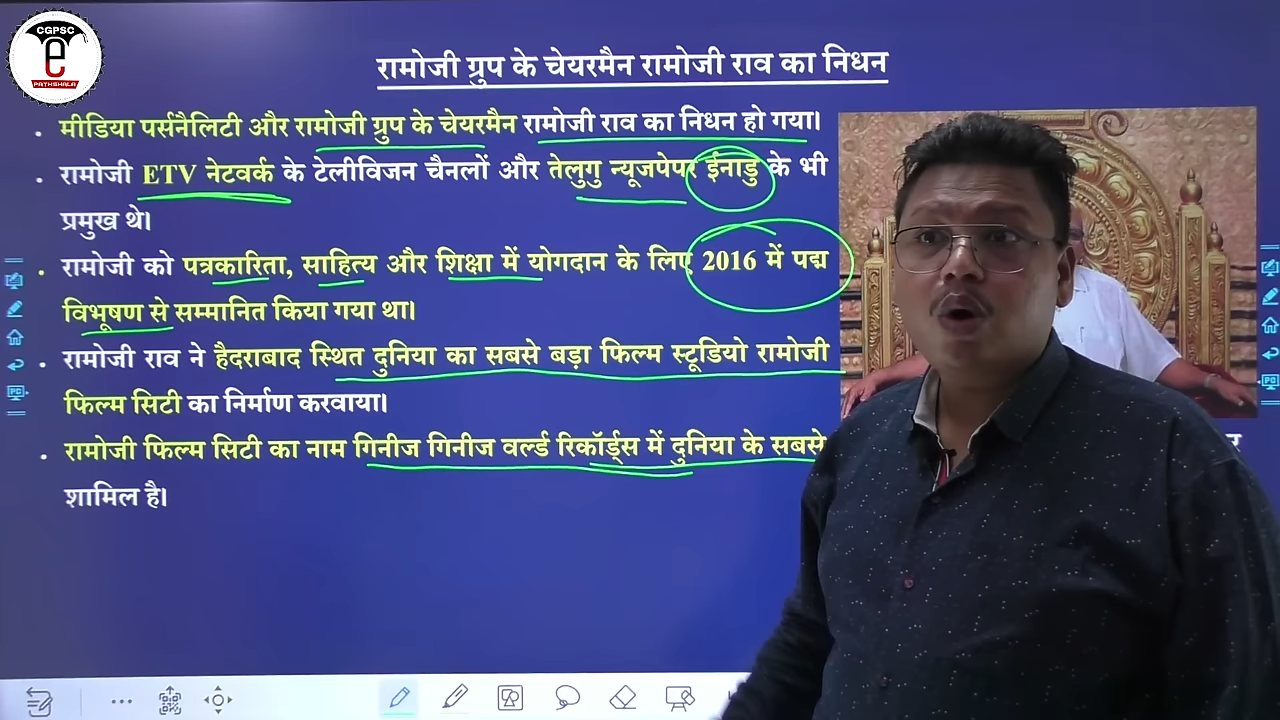 CGPSC
e
PATHSHALA
रामोजी ग्रुप के चेयरमैन रामोजी राव का निधन
• मीडिया पर्सनैलिटी और रामोजी ग्रुप के चेयरमैन रामोजी राव का निधन हो गया।
• रामोजी ETV नेटवर्क के टेलीविजन चैनलों और तेलुगु न्यूजपेपर ईनाडु के भी
प्रमुख थे।
• रामोजी को पत्रकारिता, साहित्य और शिक्षा में योगदान के लिए 2016 में पद्म
विभूषण से सम्मानित किया गया था।
• रामोजी राव ने हैदराबाद स्थित दुनिया का सबसे बड़ा फिल्म स्टूडियो रामोजी
फिल्म सिटी का निर्माण करवाया।
• रामोजी फिल्म सिटी का नाम गिनीज गिनीज वर्ल्ड रिकॉर्ड्स में दुनिया के सबसे
शामिल है।